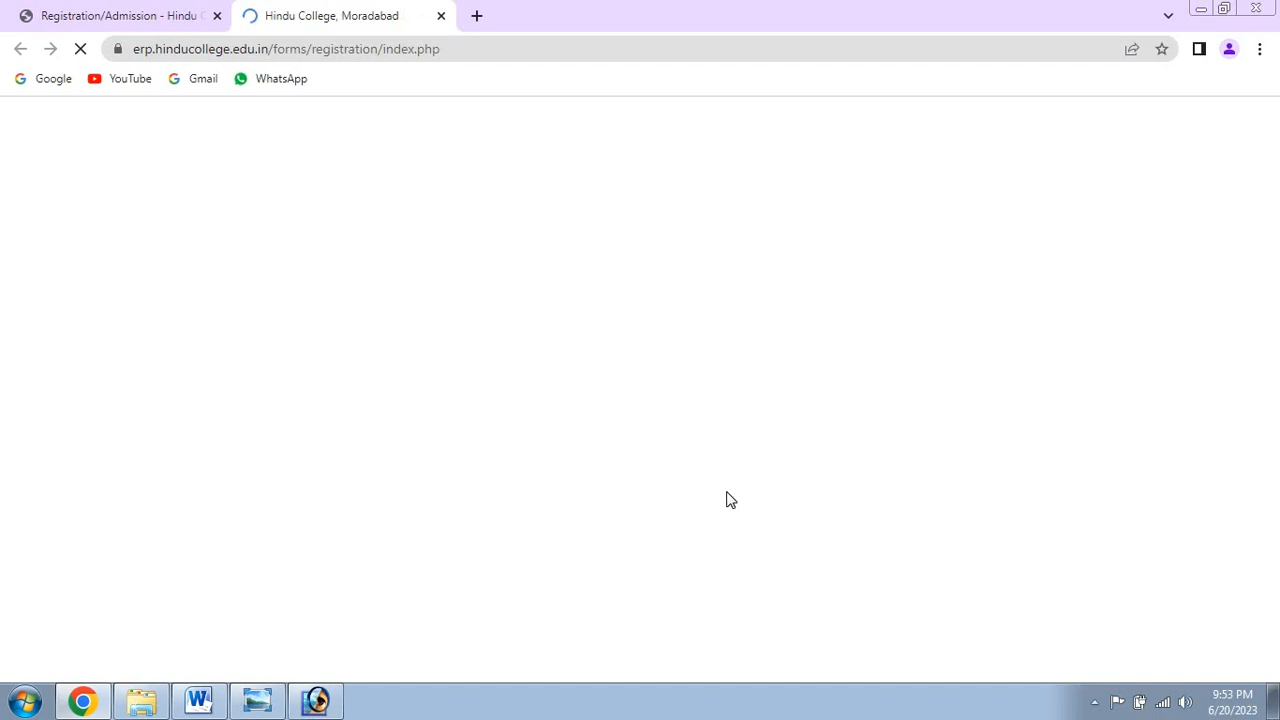 Registration/Admission - Hindu C
Hindu College, Moradabad
erp.hinducollege.edu.in/forms/registration/index.php
Google
YouTube
Gmail
WhatsApp
9:53 PM
6/20/2023